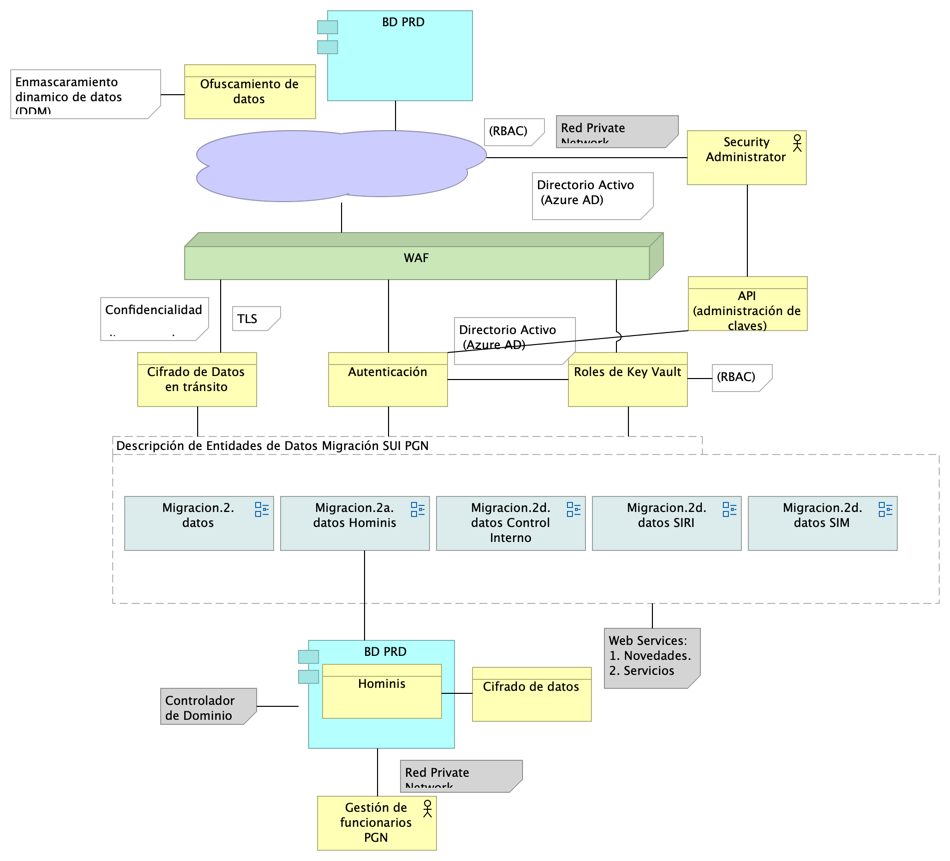 BD PRD
Enmascaramiento
dinamico de datos
(DDM)
Ofuscamiento de
datos
(RBAC)
Red Private
Network
Security
Administrator
Directorio Activo
(Azure AD)
WAF
Confidencialidad
TLS
API
(administración de
claves)
Directorio Activo
(Azure AD)
Cifrado de Datos
en tránsito
Autenticación
Roles de Key Vault
(RBAC)
Descripción de Entidades de Datos Migración SUI PGN
Migracion.2.
datos
Migracion.2a.
datos Hominis
Migracion.2d.
datos Control
Interno
Migracion.2d.
datos SIRI
Migracion.2d.
datos SIM
BD PRD
Hominis
Cifrado de datos
Web Services:
1. Novedades.
2. Servicios
Controlador
de Dominio
Red Private
Network
Gestión de
funcionarios
PGN